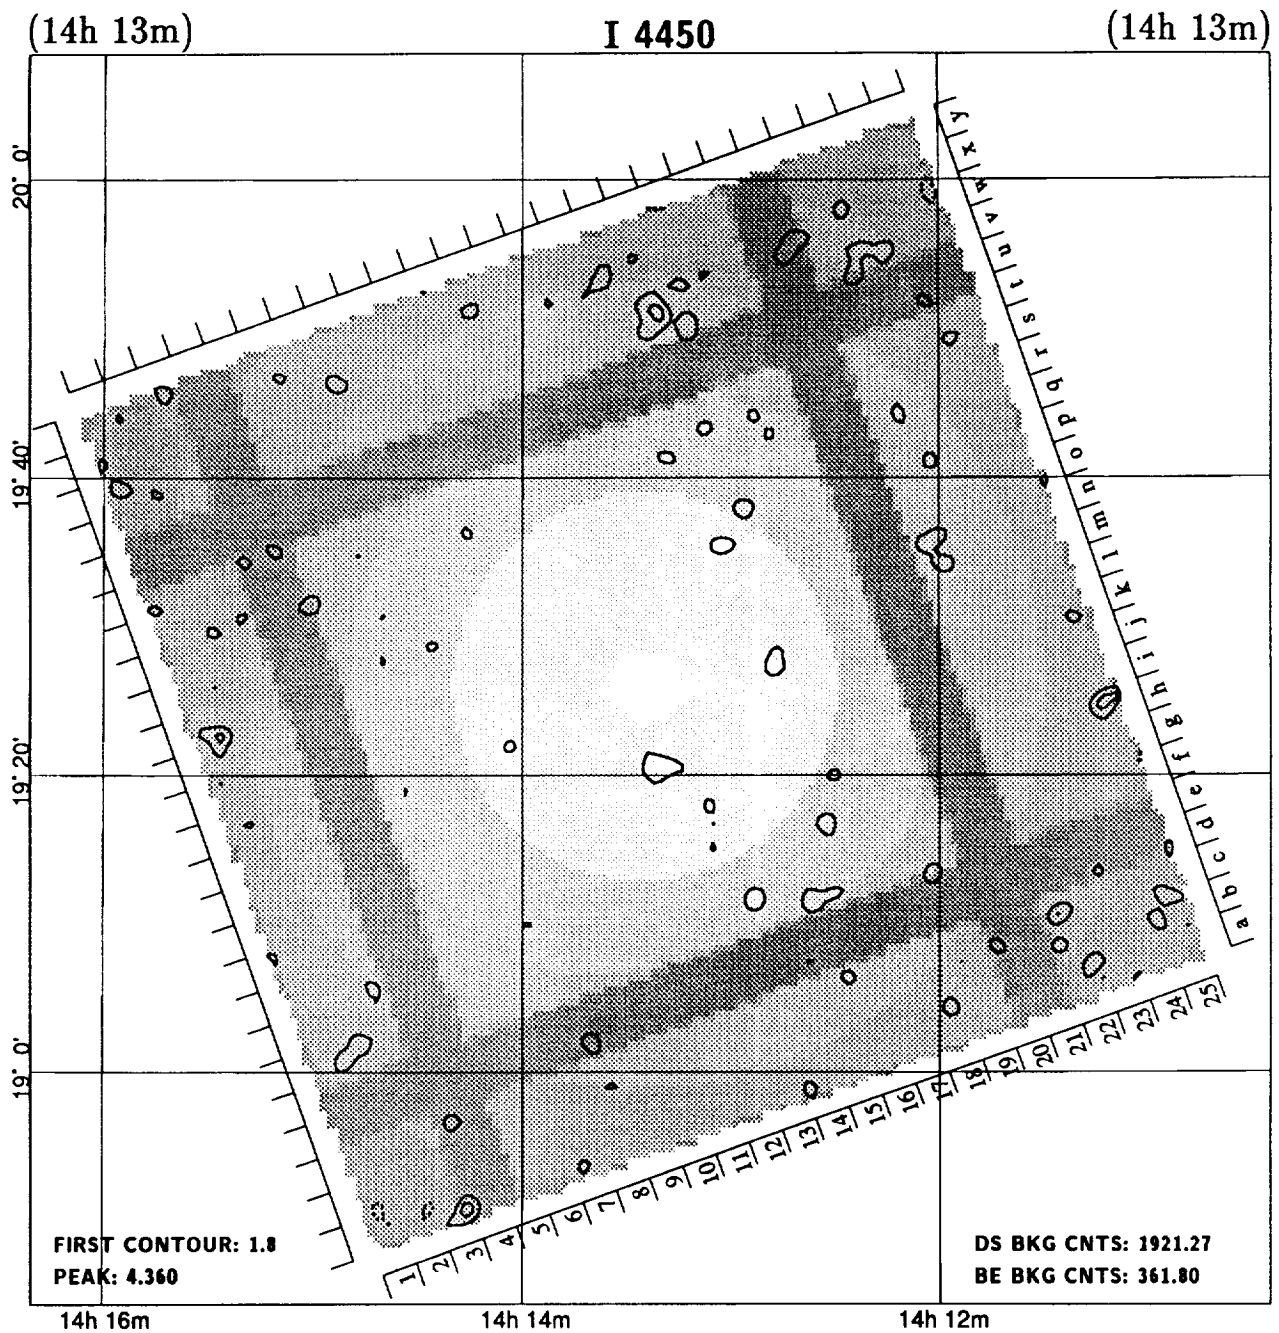 (14h 13m) I 4450 (14h 13m)
20° 0'
19° 40'
19° 20'
19° 0'
a b c d e f g h i j k l m n o p q r s t u v w x y
1 2 3 4 5 6 7 8 9 10 11 12 13 14 15 16 17 18 19 20 21 22 23 24 25
FIRST CONTOUR: 1.8
PEAK: 4.360
DS BKG CNTS: 1921.27
BE BKG CNTS: 361.80
14h 16m 14h 14m 14h 12m